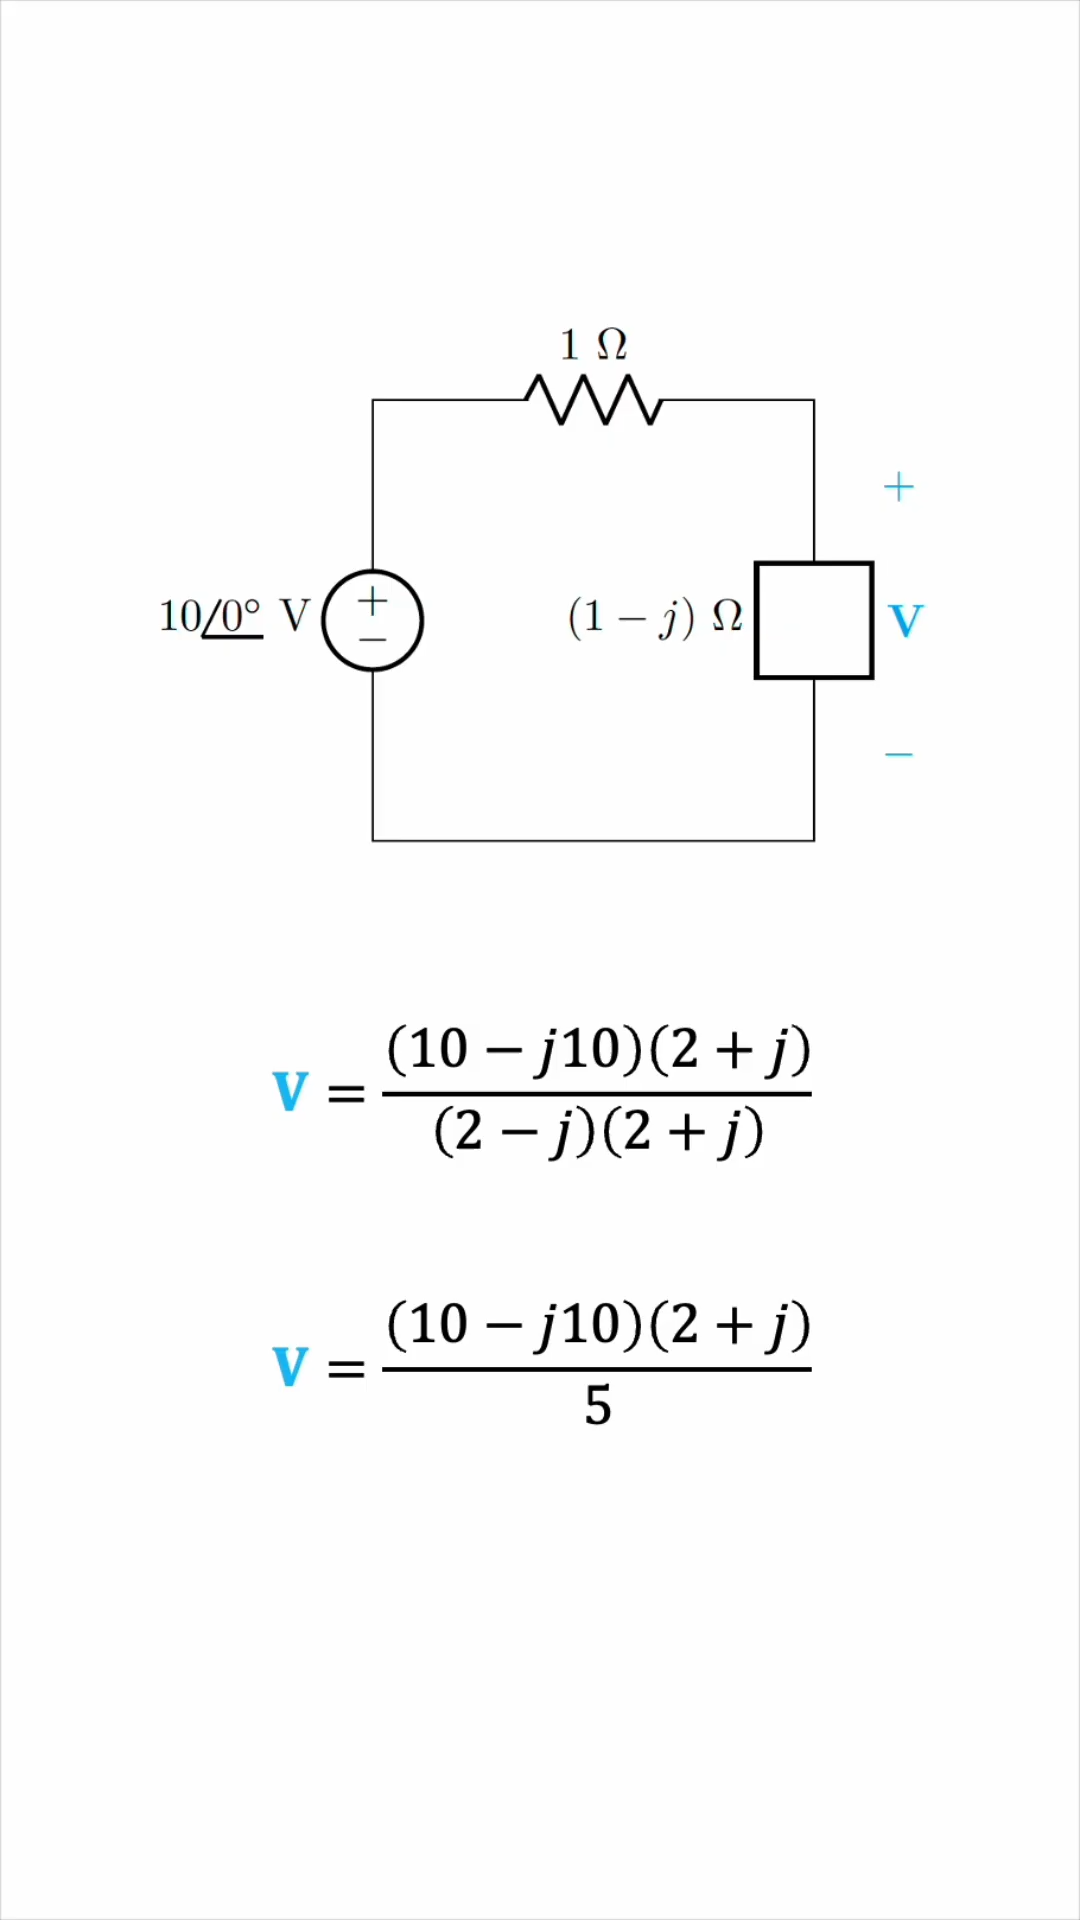 1 Ω
+
10/0° V
+
−
(1 − j) Ω
V
−
V = (10 − j10)(2 + j) / (2 − j)(2 + j)
V = (10 − j10)(2 + j) / 5